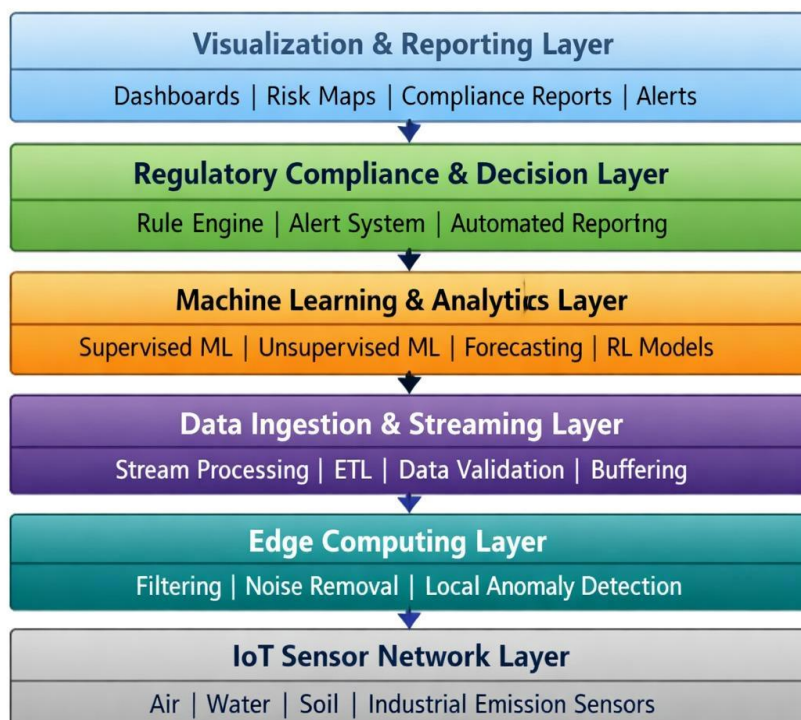 Visualization & Reporting Layer
Dashboards | Risk Maps | Compliance Reports | Alerts
Regulatory Compliance & Decision Layer
Rule Engine | Alert System | Automated Reporting
Machine Learning & Analytics Layer
Supervised ML | Unsupervised ML | Forecasting | RL Models
Data Ingestion & Streaming Layer
Stream Processing | ETL | Data Validation | Buffering
Edge Computing Layer
Filtering | Noise Removal | Local Anomaly Detection
IoT Sensor Network Layer
Air | Water | Soil | Industrial Emission Sensors